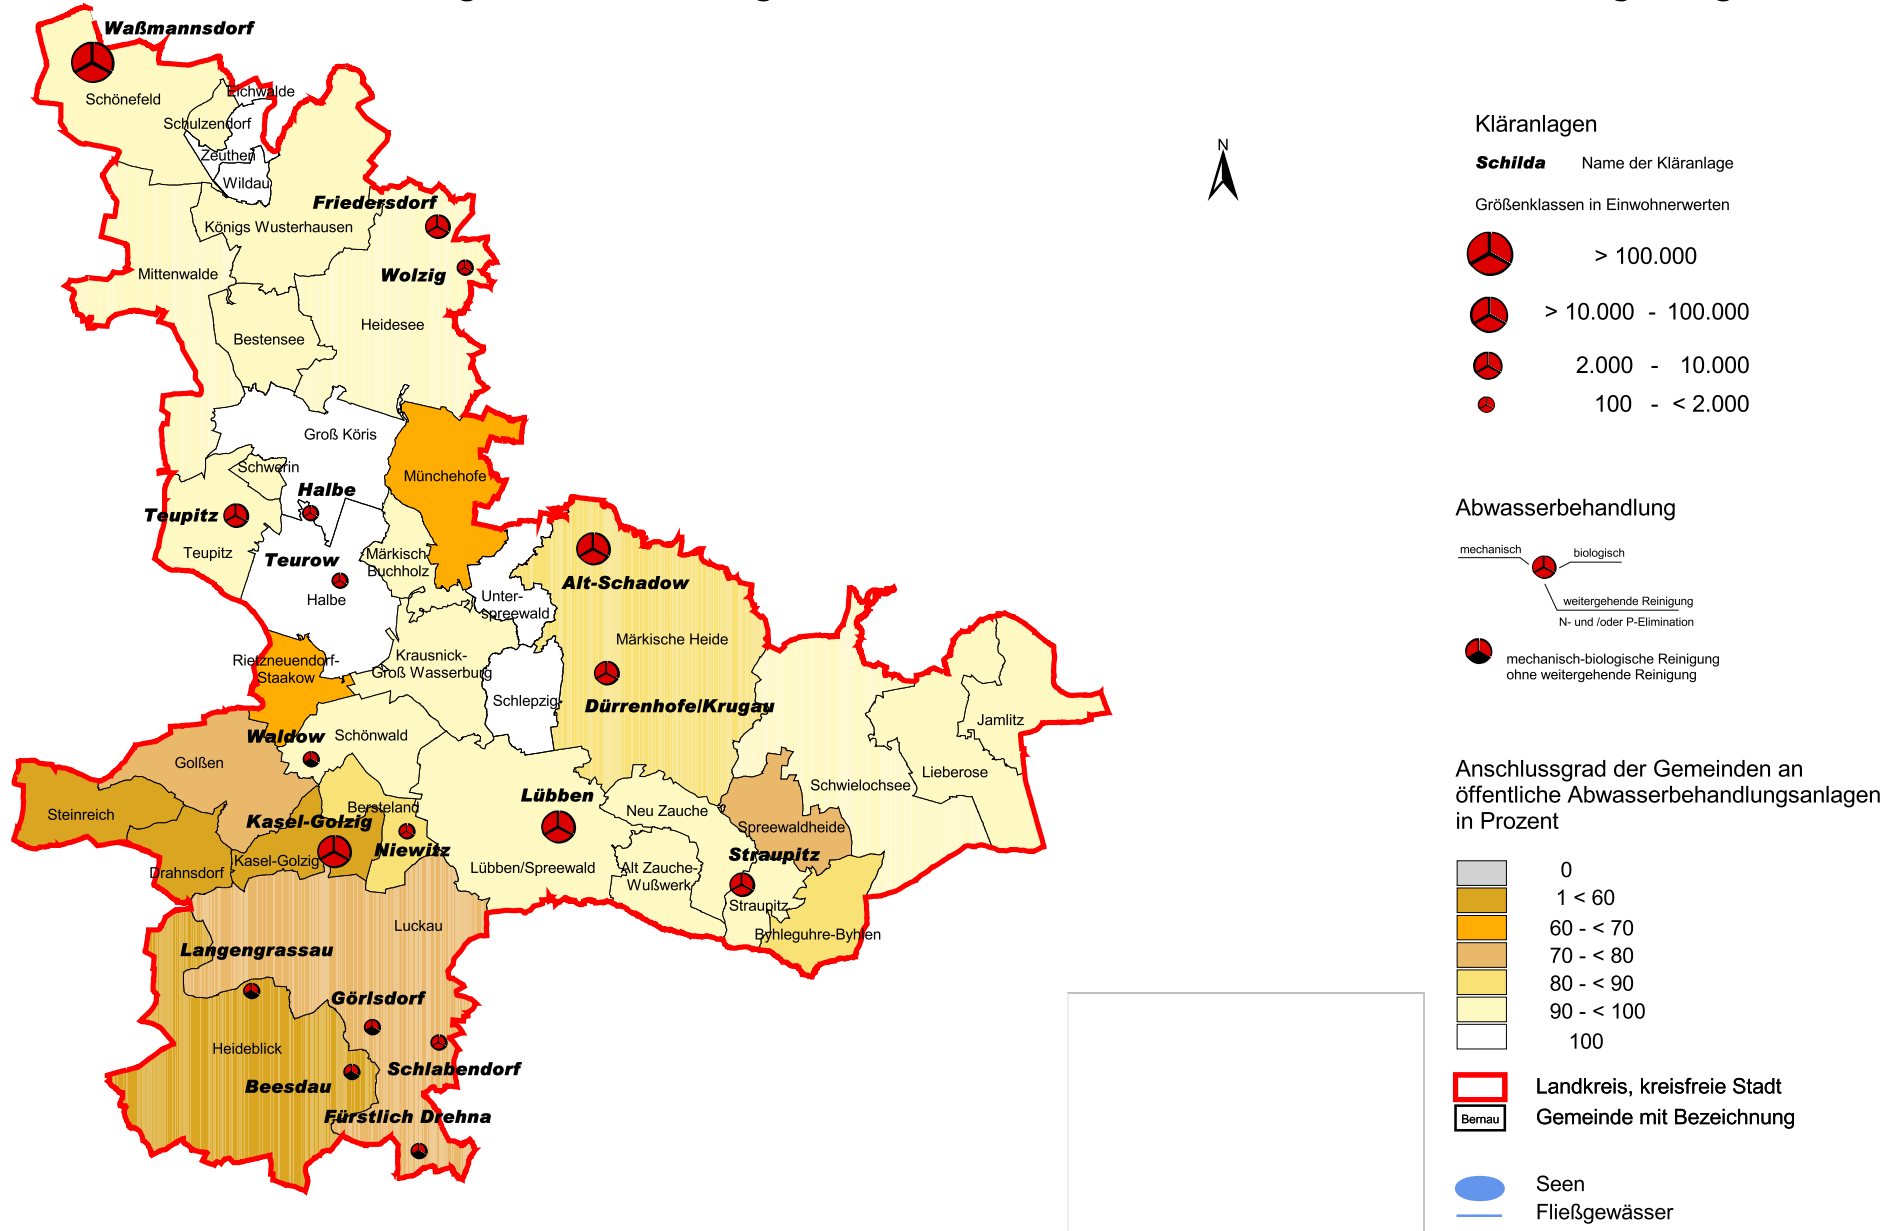 Waßmannsdorf
Schönefeld
Eichwalde
Schulzendorf
Zeuthen
Wildau
Friedersdorf
Königs Wusterhausen
Wolzig
Mittenwalde
Heidesee
Bestensee
Groß Köris
Schwerin
Münchehofe
Halbe
Teupitz
Teupitz
Teurow
Märkisch
Buchholz
Halbe
Alt-Schadow
Unter-
spreewald
Märkische Heide
Rietzneuendorf-
Staakow
Krausnick-
Groß Wasserburg
Schlepzig
Dürrenhofe/Krugau
Jamlitz
Waldow
Schönwald
Golßen
Lieberose
Schwielochsee
Steinreich
Bersteland
Lübben
Neu Zauche
Kasel-Golzig
Spreewaldheide
Niewitz
Straupitz
Kasel-Golzig
Drahnsdorf
Lübben/Spreewald
Alt Zauche-
Wußwerk
Straupitz
Luckau
Byhleguhre-Byhlen
Langengrassau
Görlsdorf
Heideblick
Schlabendorf
Beesdau
Fürstlich Drehna
N
Kläranlagen
Schilda Name der Kläranlage
Größenklassen in Einwohnerwerten
> 100.000
> 10.000 - 100.000
2.000 - 10.000
100 - < 2.000
Abwasserbehandlung
mechanisch
biologisch
weitergehende Reinigung
N- und /oder P-Elimination
mechanisch-biologische Reinigung
ohne weitergehende Reinigung
Anschlussgrad der Gemeinden an
öffentliche Abwasserbehandlungsanlagen
in Prozent
0
1 < 60
60 - < 70
70 - < 80
80 - < 90
90 - < 100
100
Landkreis, kreisfreie Stadt
Bernau Gemeinde mit Bezeichnung
Seen
Fließgewässer